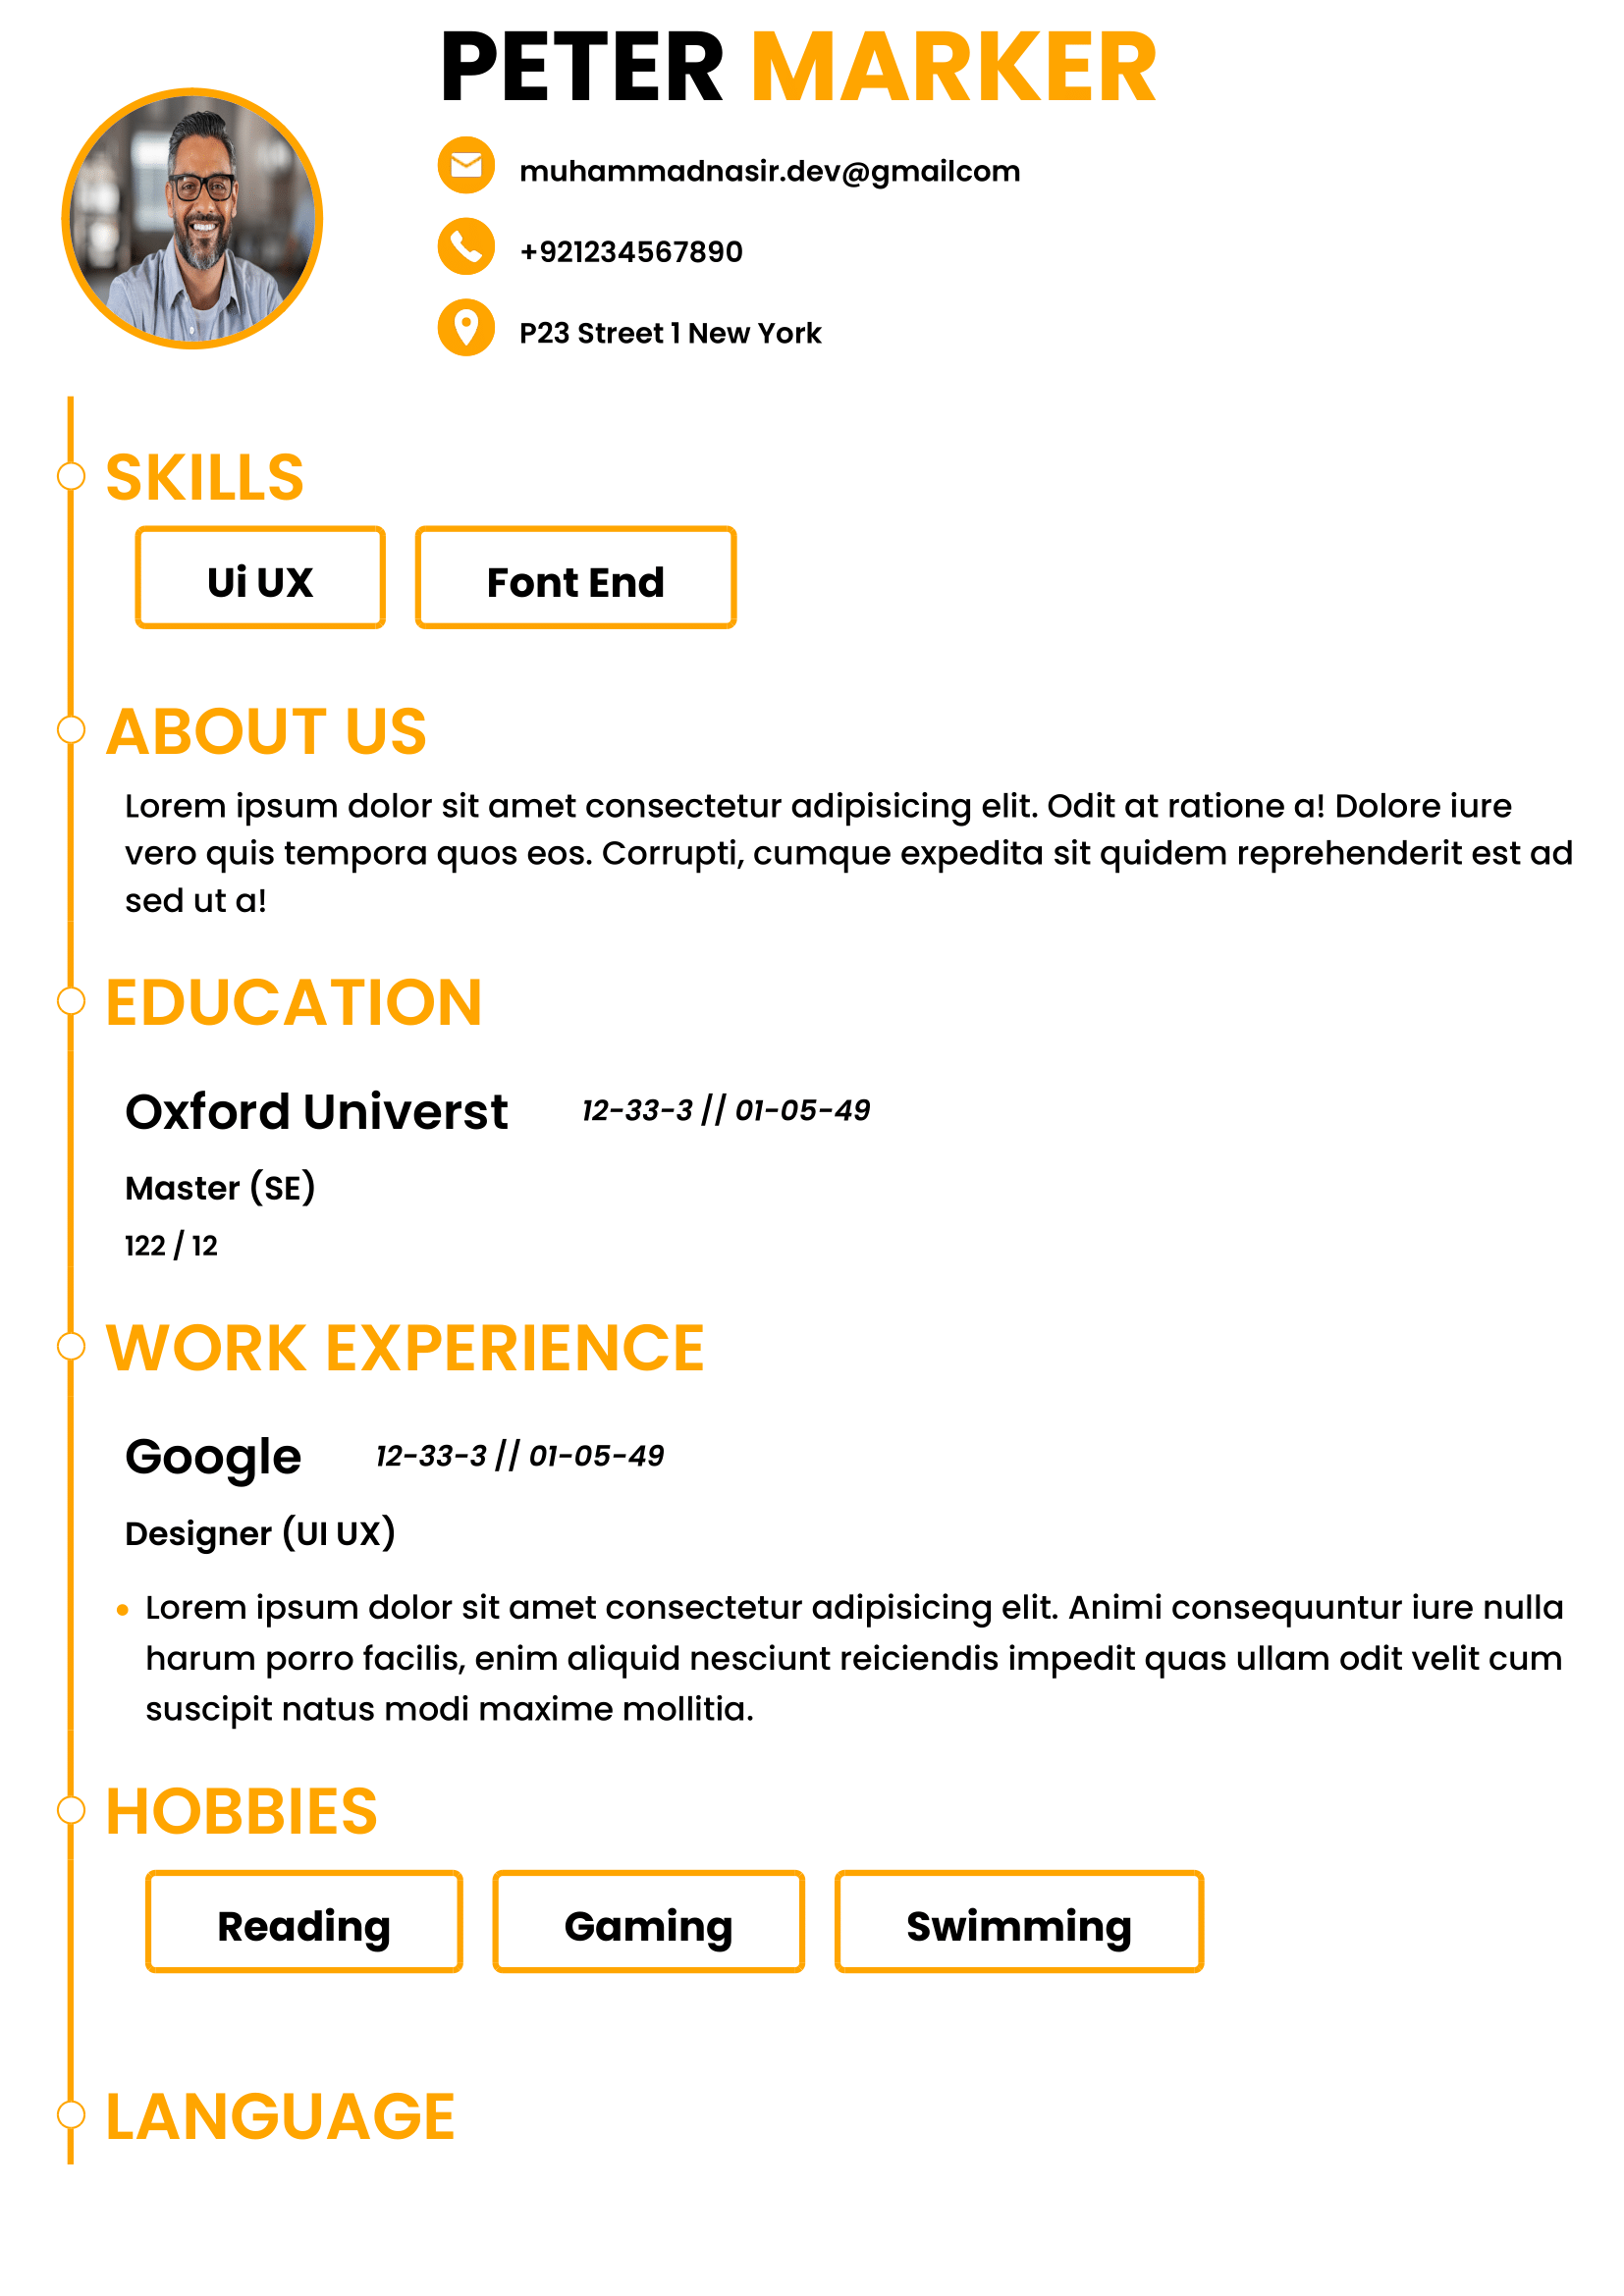 PETER MARKER
muhammadnasir.dev@gmailcom
+921234567890
P23 Street 1 New York
SKILLS
Ui UX
Font End
ABOUT US
Lorem ipsum dolor sit amet consectetur adipisicing elit. Odit at ratione a! Dolore iure
vero quis tempora quos eos. Corrupti, cumque expedita sit quidem reprehenderit est ad
sed ut a!
EDUCATION
Oxford Universt 12-33-3 // 01-05-49
Master (SE)
122 / 12
WORK EXPERIENCE
Google 12-33-3 // 01-05-49
Designer (UI UX)
Lorem ipsum dolor sit amet consectetur adipisicing elit. Animi consequuntur iure nulla
harum porro facilis, enim aliquid nesciunt reiciendis impedit quas ullam odit velit cum
suscipit natus modi maxime mollitia.
HOBBIES
Reading
Gaming
Swimming
LANGUAGE